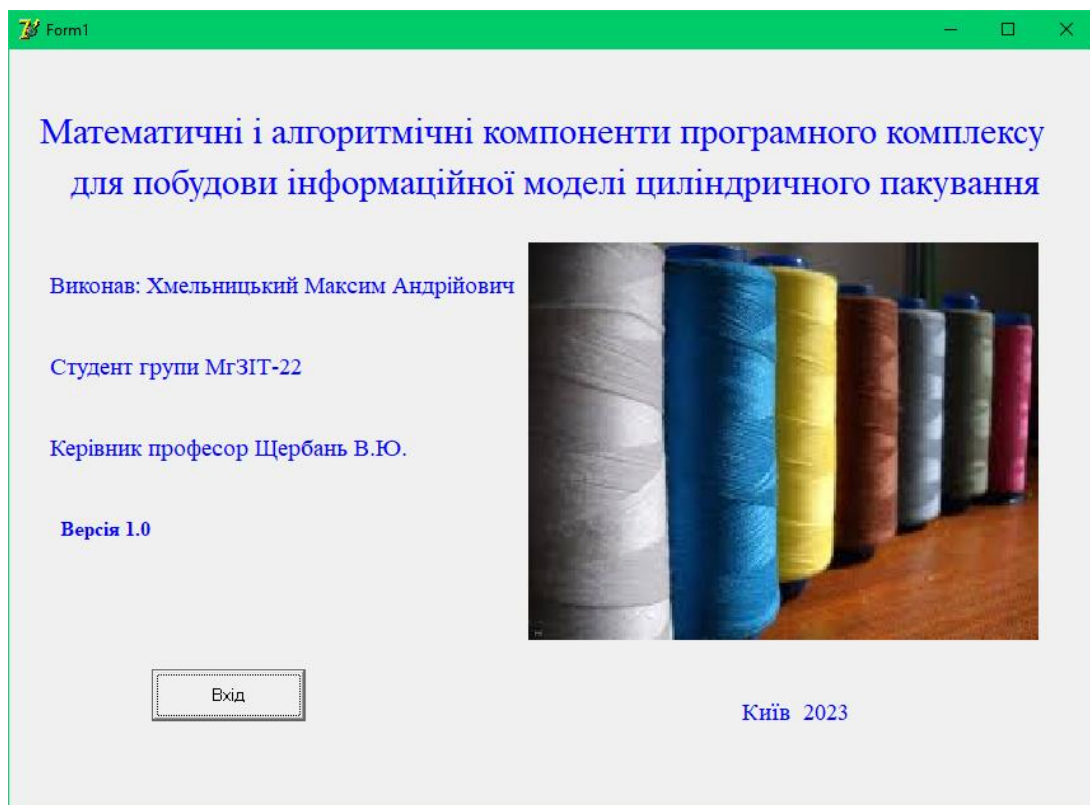 Form1
Математичні і алгоритмічні компоненти програмного комплексу
для побудови інформаційної моделі циліндричного пакування
Виконав: Хмельницький Максим Андрійович
Студент групи МгЗІТ-22
Керівник професор Щербань В.Ю.
Версія 1.0
Вхід
Київ 2023